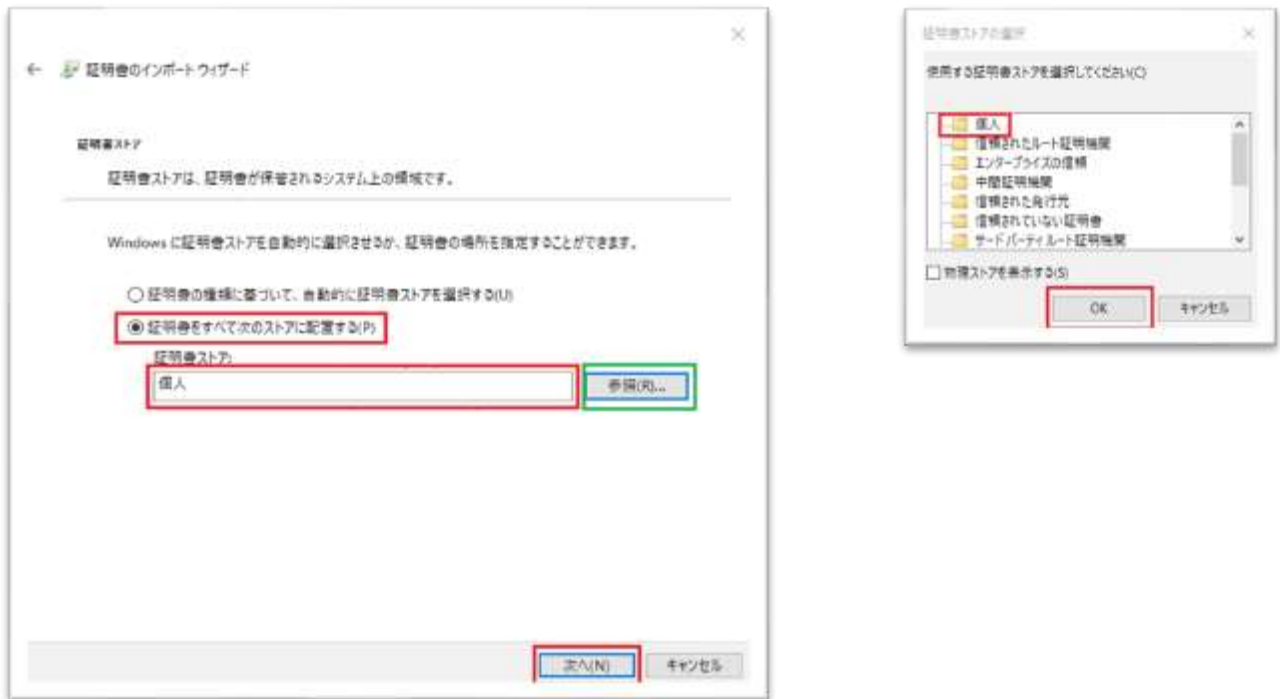 証明書のインポート ウィザード
証明書ストア
証明書ストアは、証明書が保管されるシステム上の領域です。
Windows に証明書ストアを自動的に選択させるか、証明書の場所を指定することができます。
証明書の種類に基づいて、自動的に証明書ストアを選択する(U)
証明書をすべて次のストアに配置する(P)
証明書ストア:
個人
参照(R)...
次へ(N)
キャンセル
証明書ストアの選択
使用する証明書ストアを選択してください(C)
個人
信頼されたルート証明機関
エンタープライズの信頼
中間証明機関
信頼された発行元
信頼されていない証明書
サードパーティ ルート証明機関
物理ストアを表示する(S)
OK
キャンセル